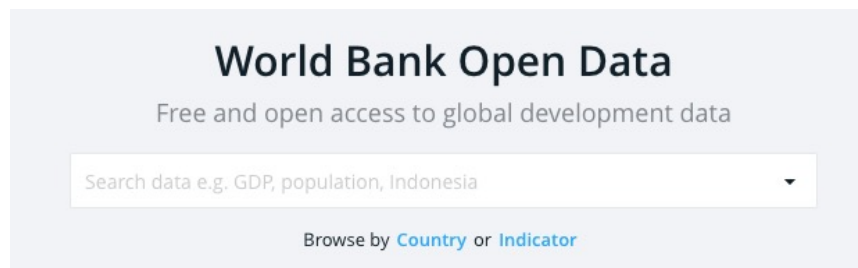 World Bank Open Data
Free and open access to global development data
Search data e.g. GDP, population, Indonesia
Browse by Country or Indicator